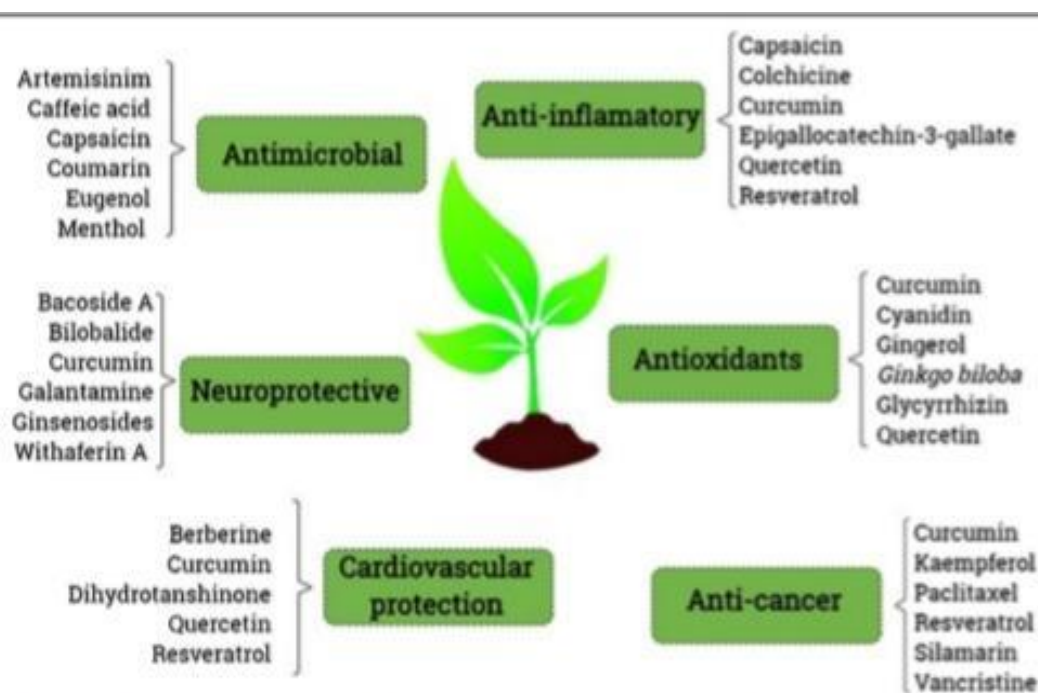 Artemisinim
Caffeic acid
Capsaicin
Coumarin
Eugenol
Menthol
Antimicrobial
Anti-inflamatory
Capsaicin
Colchicine
Curcumin
Epigallocatechin-3-gallate
Quercetin
Resveratrol
Bacoside A
Bilobalide
Curcumin
Galantamine
Ginsenosides
Withaferin A
Neuroprotective
Antioxidants
Curcumin
Cyanidin
Gingerol
Ginkgo biloba
Glycyrrhizin
Quercetin
Berberine
Curcumin
Dihydrotanshinone
Quercetin
Resveratrol
Cardiovascular
protection
Anti-cancer
Curcumin
Kaempferol
Paclitaxel
Resveratrol
Silamarin
Vancristine